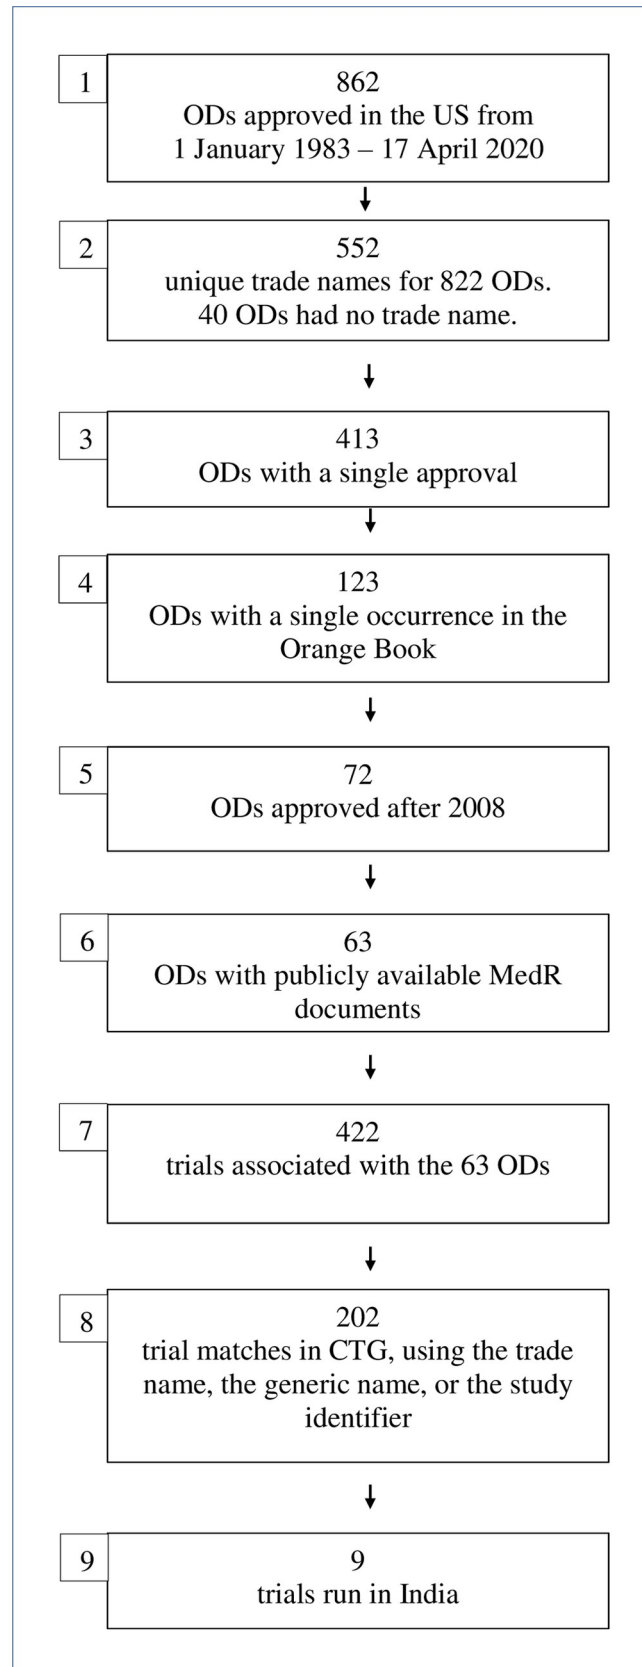 1
862
ODs approved in the US from
1 January 1983 – 17 April 2020
2
552
unique trade names for 822 ODs.
40 ODs had no trade name.
3
413
ODs with a single approval
4
123
ODs with a single occurrence in the
Orange Book
5
72
ODs approved after 2008
6
63
ODs with publicly available MedR
documents
7
422
trials associated with the 63 ODs
8
202
trial matches in CTG, using the trade
name, the generic name, or the study
identifier
9
9
trials run in India